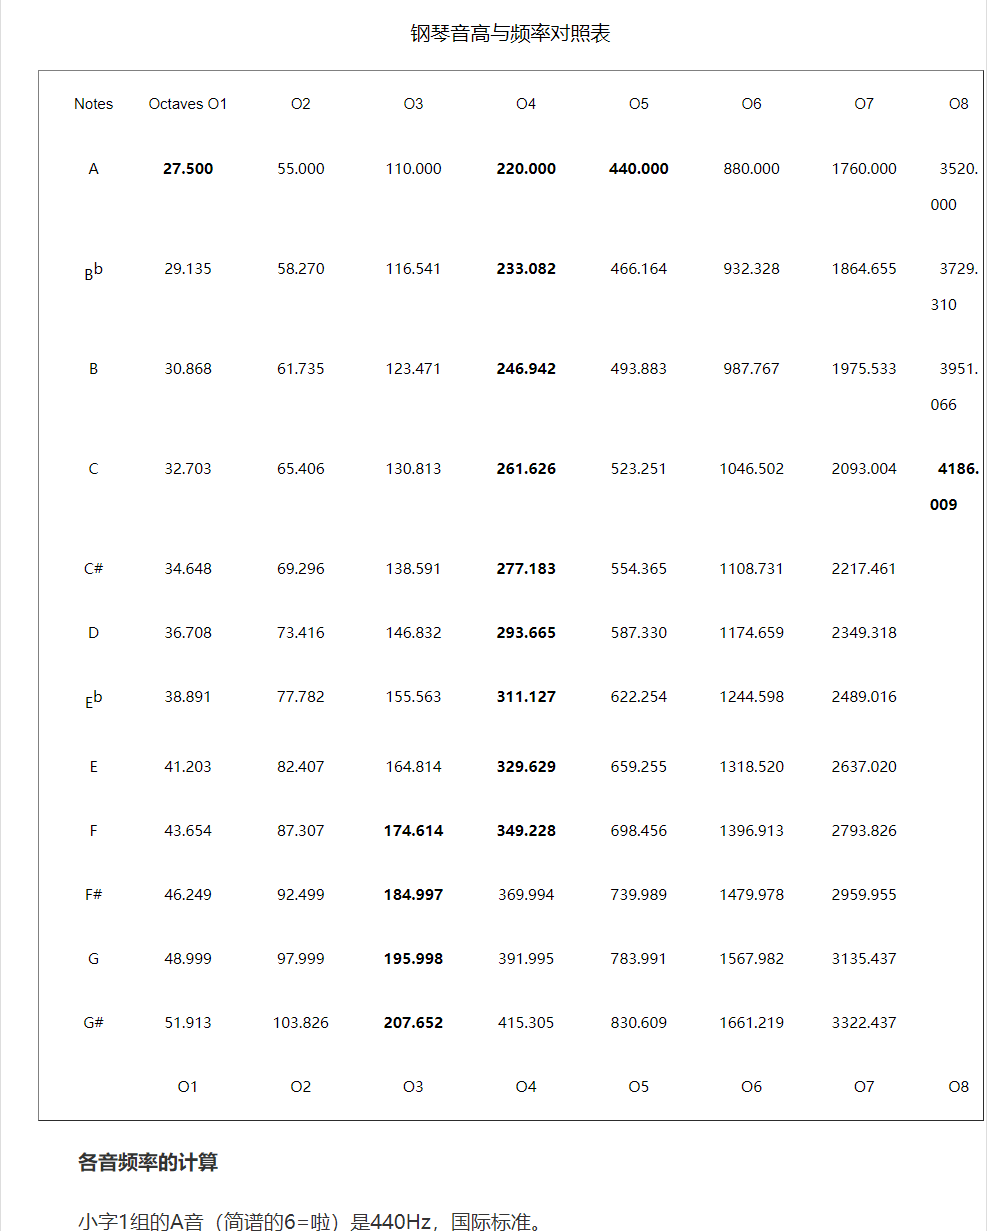 钢琴音高与频率对照表
Notes Octaves O1 O2 O3 O4 O5 O6 O7 O8
A 27.500 55.000 110.000 220.000 440.000 880.000 1760.000 3520.
000
Bb 29.135 58.270 116.541 233.082 466.164 932.328 1864.655 3729.
310
B 30.868 61.735 123.471 246.942 493.883 987.767 1975.533 3951.
066
C 32.703 65.406 130.813 261.626 523.251 1046.502 2093.004 4186.
009
C# 34.648 69.296 138.591 277.183 554.365 1108.731 2217.461
D 36.708 73.416 146.832 293.665 587.330 1174.659 2349.318
Eb 38.891 77.782 155.563 311.127 622.254 1244.598 2489.016
E 41.203 82.407 164.814 329.629 659.255 1318.520 2637.020
F 43.654 87.307 174.614 349.228 698.456 1396.913 2793.826
F# 46.249 92.499 184.997 369.994 739.989 1479.978 2959.955
G 48.999 97.999 195.998 391.995 783.991 1567.982 3135.437
G# 51.913 103.826 207.652 415.305 830.609 1661.219 3322.437
O1 O2 O3 O4 O5 O6 O7 O8
各音频率的计算
小字1组的A音（简谱的6=啦）是440Hz，国际标准。